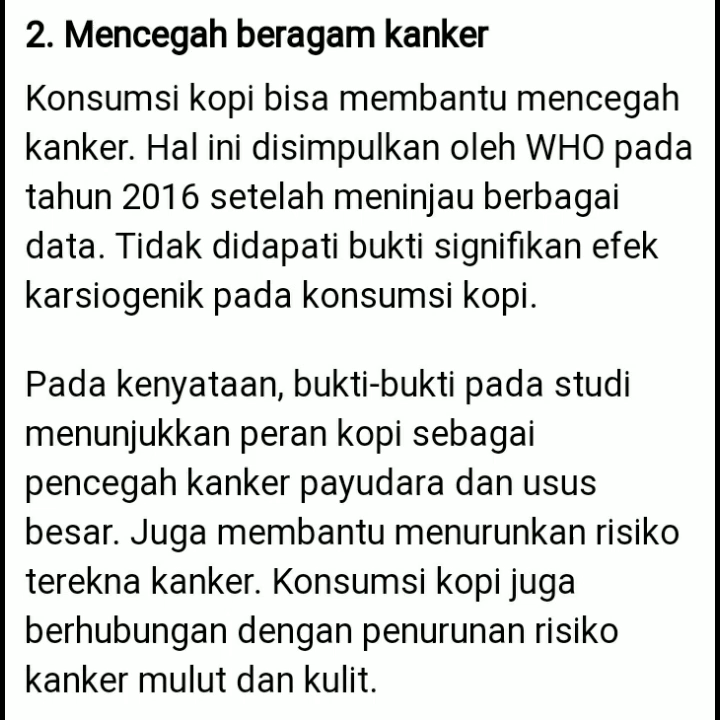 2. Mencegah beragam kanker
Konsumsi kopi bisa membantu mencegah
kanker. Hal ini disimpulkan oleh WHO pada
tahun 2016 setelah meninjau berbagai
data. Tidak didapati bukti signifikan efek
karsiogenik pada konsumsi kopi.
Pada kenyataan, bukti-bukti pada studi
menunjukkan peran kopi sebagai
pencegah kanker payudara dan usus
besar. Juga membantu menurunkan risiko
terekna kanker. Konsumsi kopi juga
berhubungan dengan penurunan risiko
kanker mulut dan kulit.